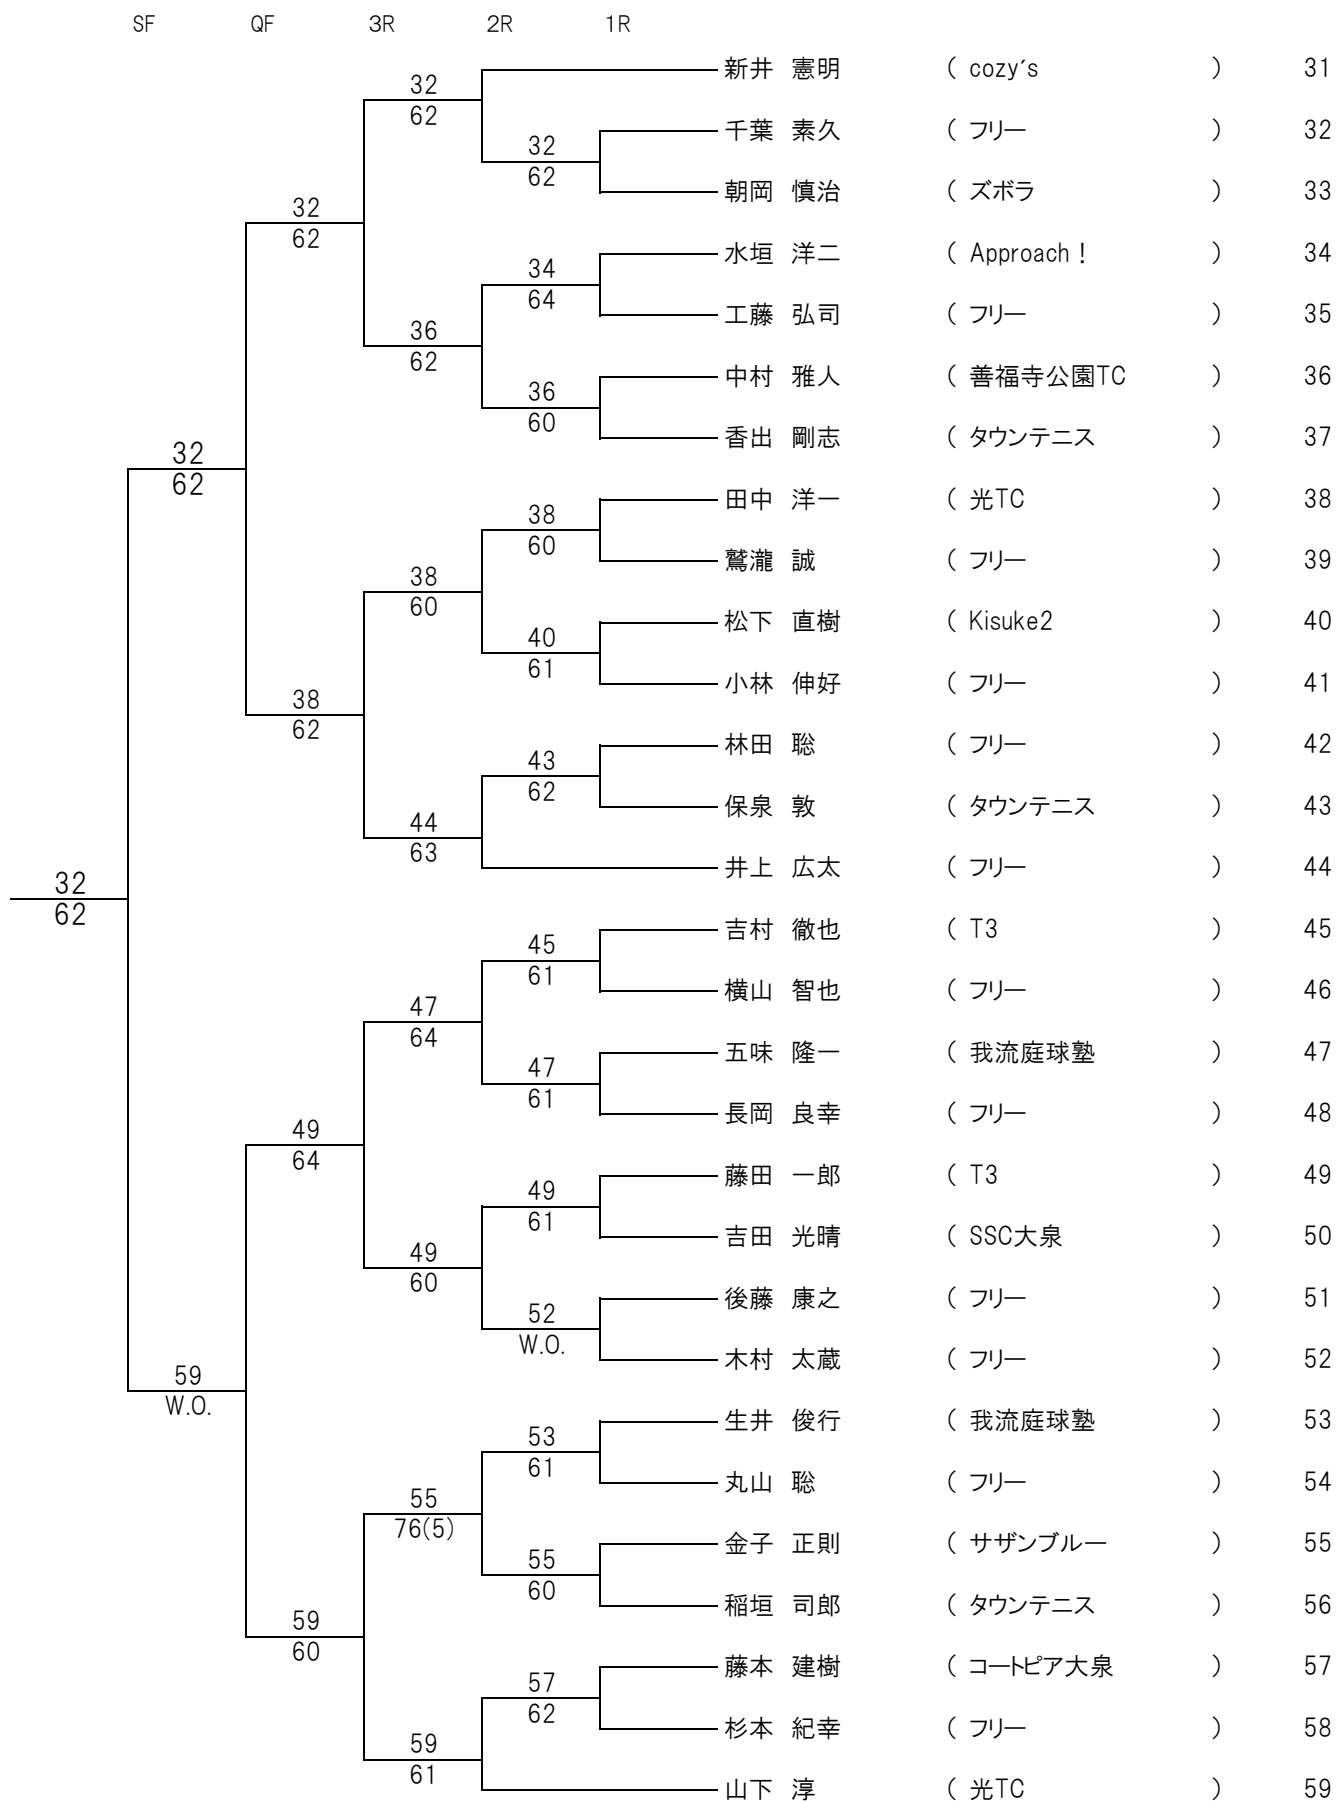 SF QF 3R 2R 1R
新井 憲明 ( cozy's ) 31
32
62
千葉 素久 ( フリー ) 32
32
62
朝岡 慎治 ( ズボラ ) 33
32
62
水垣 洋二 ( Approach！ ) 34
34
64
工藤 弘司 ( フリー ) 35
36
62
中村 雅人 ( 善福寺公園TC ) 36
36
60
香出 剛志 ( タウンテニス ) 37
32
62
田中 洋一 ( 光TC ) 38
38
60
鷲瀧 誠 ( フリー ) 39
38
60
松下 直樹 ( Kisuke2 ) 40
40
61
小林 伸好 ( フリー ) 41
38
62
林田 聡 ( フリー ) 42
43
62
保泉 敦 ( タウンテニス ) 43
44
63
井上 広太 ( フリー ) 44
32
62
吉村 徹也 ( T3 ) 45
45
61
横山 智也 ( フリー ) 46
47
64
五味 隆一 ( 我流庭球塾 ) 47
47
61
長岡 良幸 ( フリー ) 48
49
64
藤田 一郎 ( T3 ) 49
49
61
吉田 光晴 ( SSC大泉 ) 50
49
60
後藤 康之 ( フリー ) 51
52
W.O.
木村 太蔵 ( フリー ) 52
59
W.O.
生井 俊行 ( 我流庭球塾 ) 53
53
61
丸山 聡 ( フリー ) 54
55
76(5)
金子 正則 ( サザンブルー ) 55
55
60
稲垣 司郎 ( タウンテニス ) 56
59
60
藤本 建樹 ( コートピア大泉 ) 57
57
62
杉本 紀幸 ( フリー ) 58
59
61
山下 淳 ( 光TC ) 59